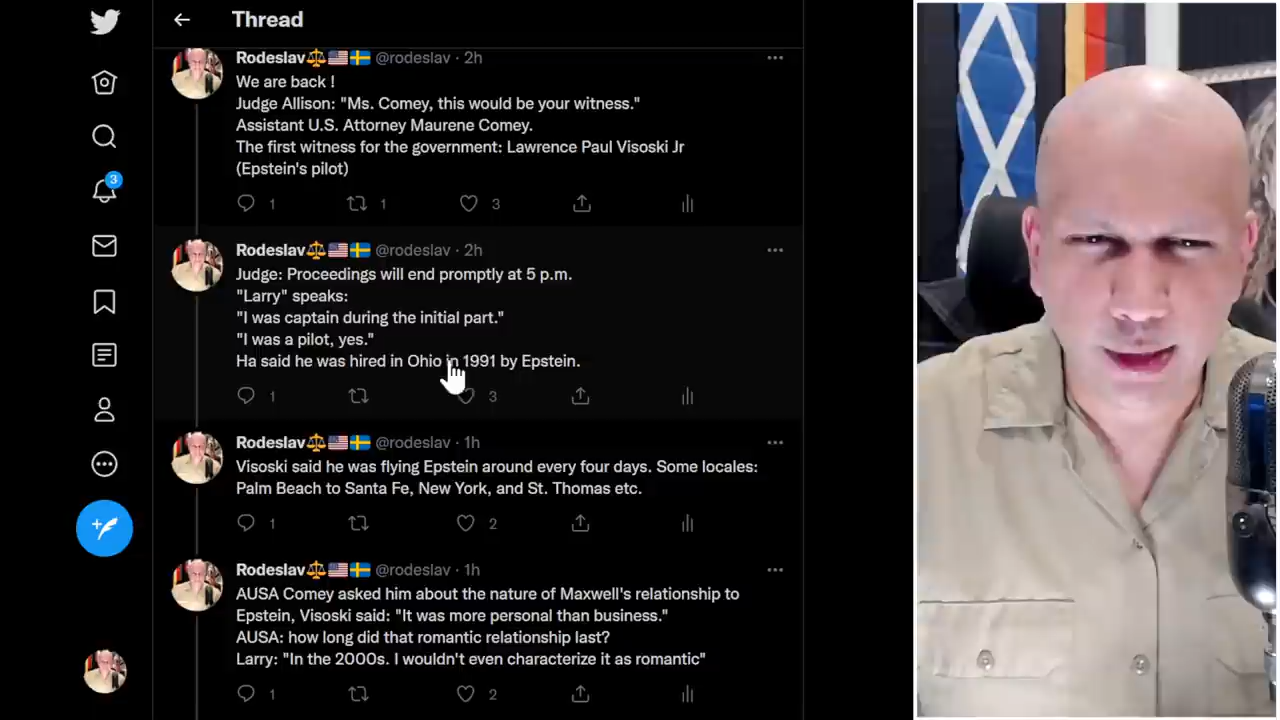 Thread
Rodeslav⚖️🇺🇸🇸🇪 @rodeslav · 2h
We are back !
Judge Allison: "Ms. Comey, this would be your witness."
Assistant U.S. Attorney Maurene Comey.
The first witness for the government: Lawrence Paul Visoski Jr
(Epstein's pilot)
1 1 3
3
Rodeslav⚖️🇺🇸🇸🇪 @rodeslav · 2h
Judge: Proceedings will end promptly at 5 p.m.
"Larry" speaks:
"I was captain during the initial part."
"I was a pilot, yes."
Ha said he was hired in Ohio in 1991 by Epstein.
1 3
Rodeslav⚖️🇺🇸🇸🇪 @rodeslav · 1h
Visoski said he was flying Epstein around every four days. Some locales:
Palm Beach to Santa Fe, New York, and St. Thomas etc.
1 2
Rodeslav⚖️🇺🇸🇸🇪 @rodeslav · 1h
AUSA Comey asked him about the nature of Maxwell's relationship to
Epstein, Visoski said: "It was more personal than business."
AUSA: how long did that romantic relationship last?
Larry: "In the 2000s. I wouldn't even characterize it as romantic"
1 2